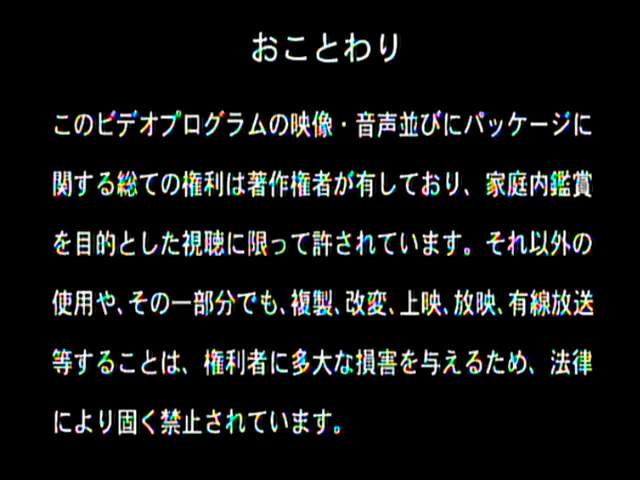 おことわり
このビデオプログラムの映像・音声並びにパッケージに
関する総ての権利は著作権者が有しており、家庭内鑑賞
を目的とした視聴に限って許されています。それ以外の
使用や、その一部分でも、複製、改変、上映、放映、有線放送
等することは、権利者に多大な損害を与えるため、法律
により固く禁止されています。